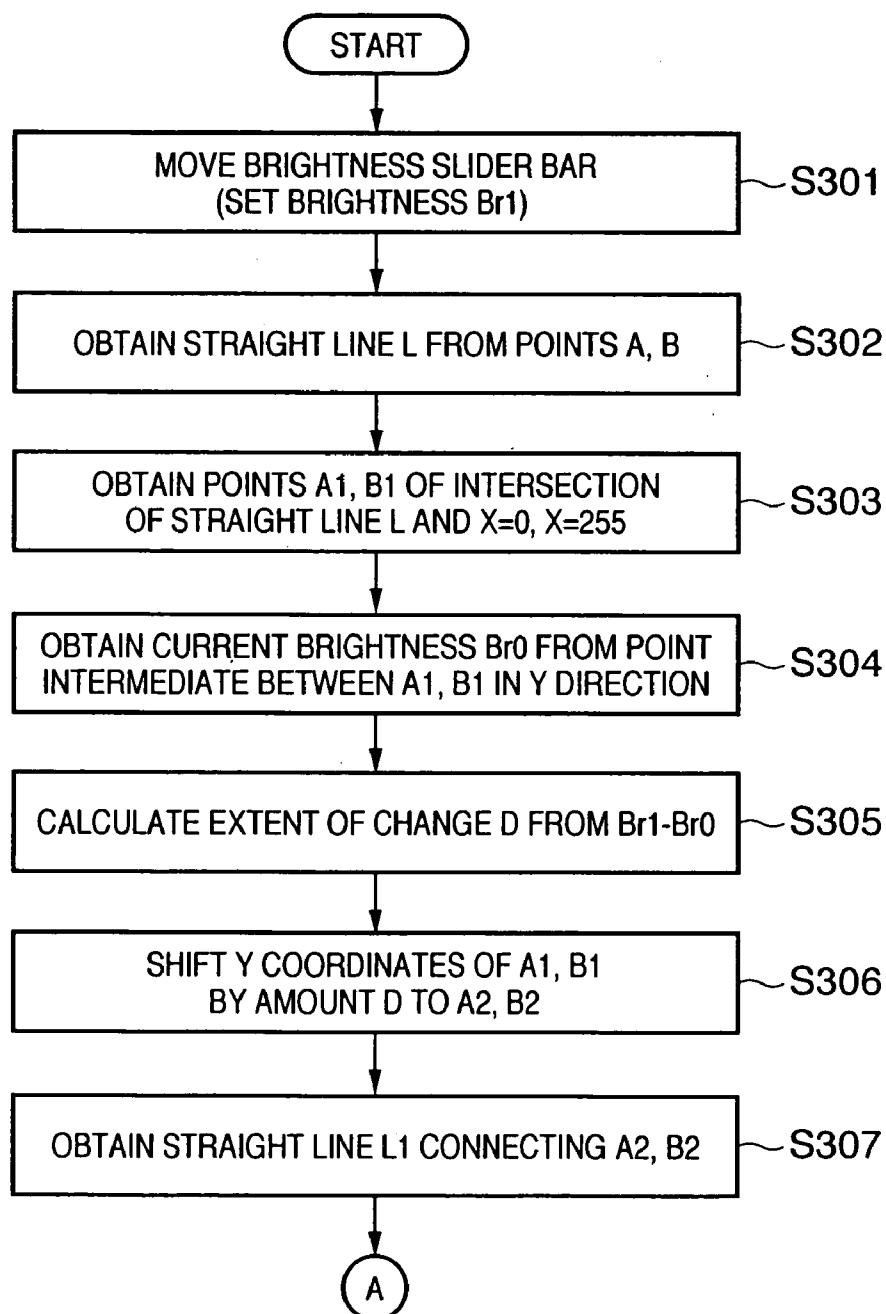 START
MOVE BRIGHTNESS SLIDER BAR
(SET BRIGHTNESS Br1)
S301
OBTAIN STRAIGHT LINE L FROM POINTS A, B
S302
OBTAIN POINTS A1, B1 OF INTERSECTION
OF STRAIGHT LINE L AND X=0, X=255
S303
OBTAIN CURRENT BRIGHTNESS Br0 FROM POINT
INTERMEDIATE BETWEEN A1, B1 IN Y DIRECTION
S304
CALCULATE EXTENT OF CHANGE D FROM Br1-Br0
S305
SHIFT Y COORDINATES OF A1, B1
BY AMOUNT D TO A2, B2
S306
OBTAIN STRAIGHT LINE L1 CONNECTING A2, B2
S307
A